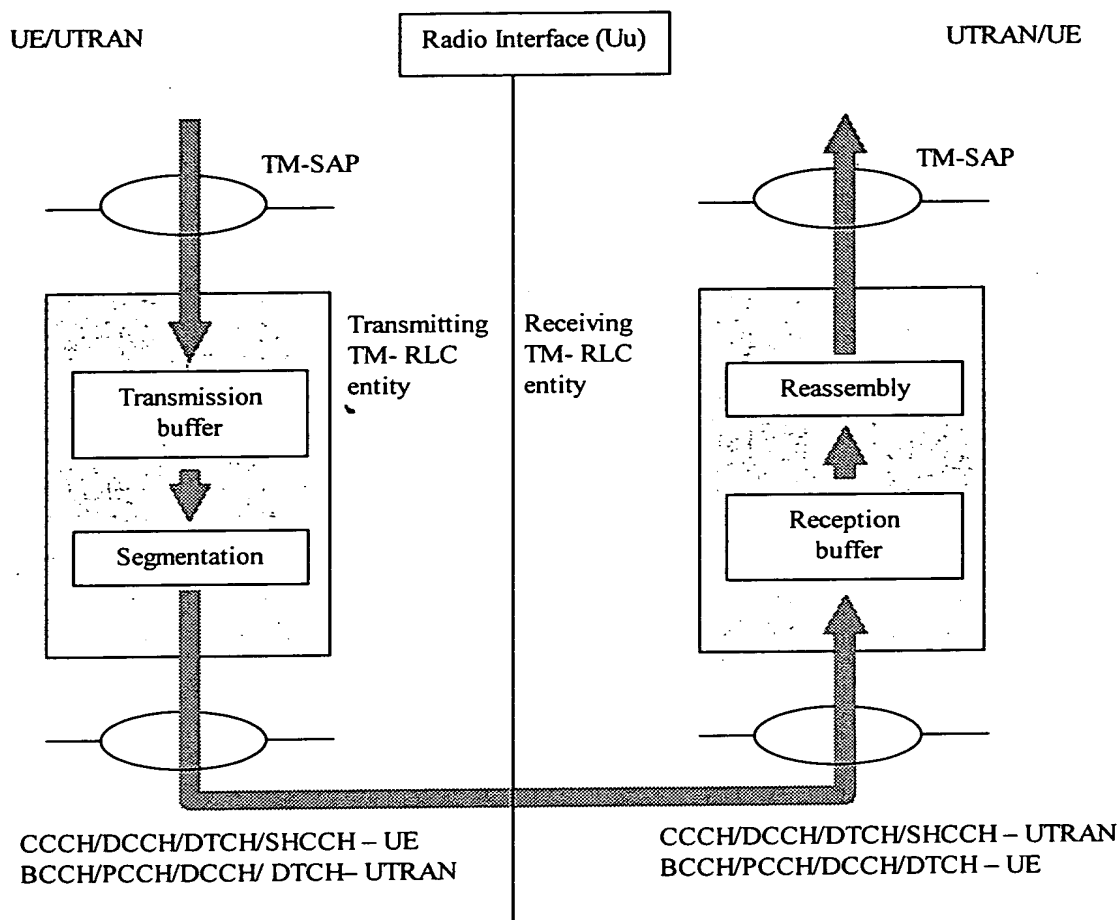 UE/UTRAN
Radio Interface (Uu)
UTRAN/UE
TM-SAP
TM-SAP
Transmitting
TM- RLC
entity
Receiving
TM- RLC
entity
Transmission
buffer
Segmentation
Reassembly
Reception
buffer
CCCH/DCCH/DTCH/SHCCH – UE
BCCH/PCCH/DCCH/ DTCH– UTRAN
CCCH/DCCH/DTCH/SHCCH – UTRAN
BCCH/PCCH/DCCH/DTCH – UE